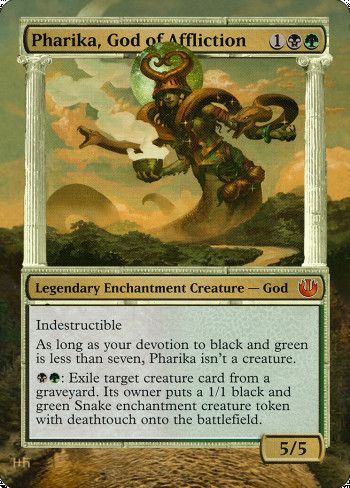 Pharika, God of Affliction 1
Legendary Enchantment Creature — God
Indestructible
As long as your devotion to black and green
is less than seven, Pharika isn't a creature.
: Exile target creature card from a
graveyard. Its owner puts a 1/1 black and
green Snake enchantment creature token
with deathtouch onto the battlefield.
5/5